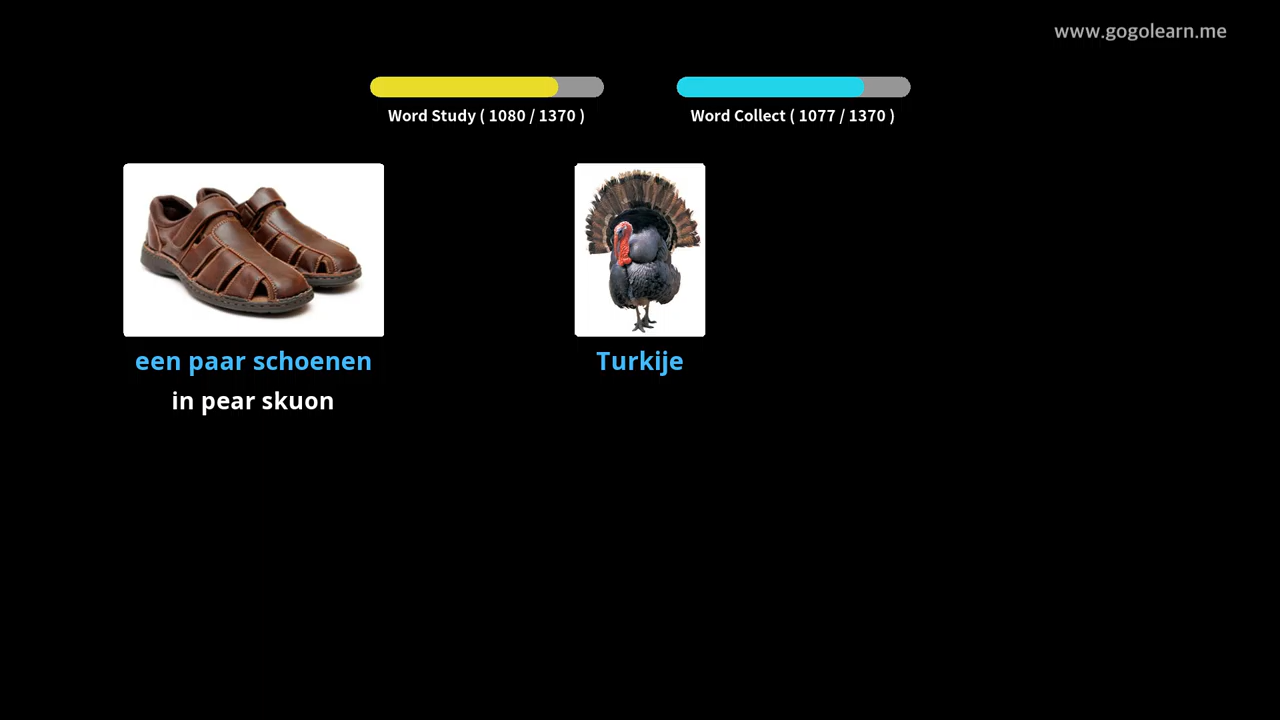 www.gogolearn.me
Word Study ( 1080 / 1370 )
Word Collect ( 1077 / 1370 )
een paar schoenen
Turkije
in pear skuon